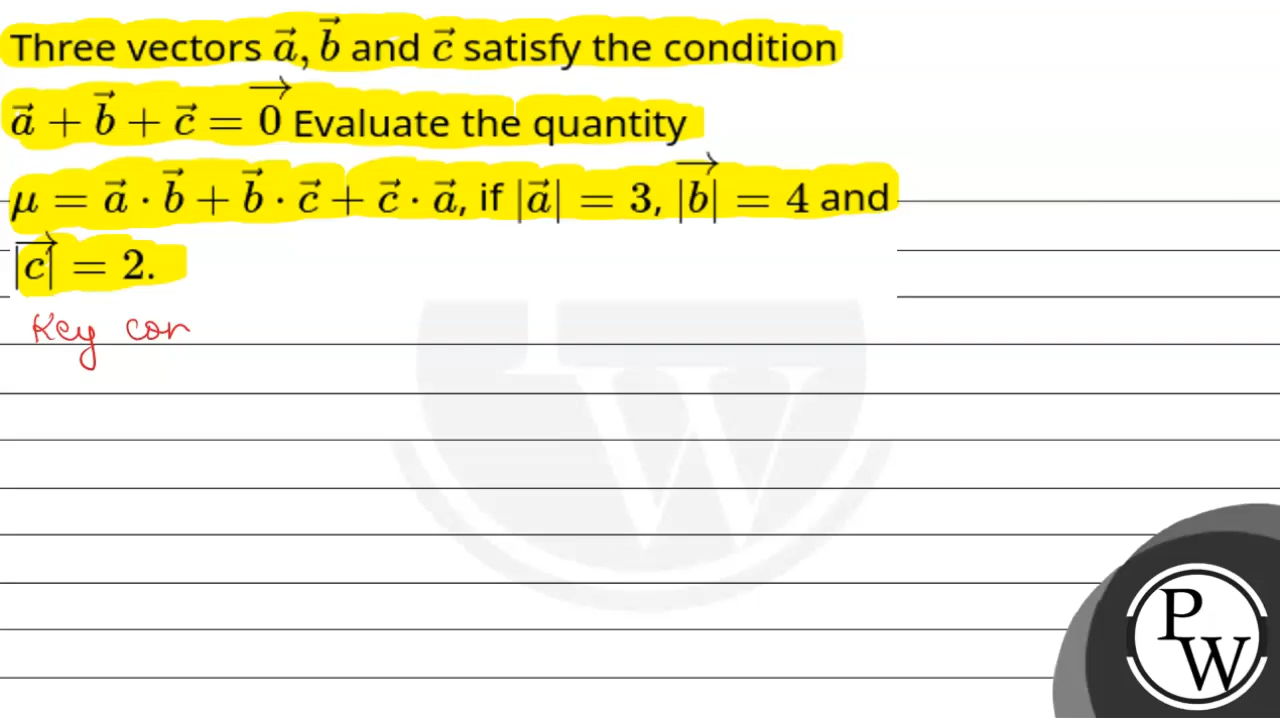 Three vectors $\vec{a}, \vec{b}$ and $\vec{c}$ satisfy the condition
$\vec{a} + \vec{b} + \vec{c} = \overrightarrow{0}$ Evaluate the quantity
$\mu = \vec{a} \cdot \vec{b} + \vec{b} \cdot \vec{c} + \vec{c} \cdot \vec{a}$, if $|\vec{a}| = 3$, $\overrightarrow{|b|} = 4$ and
$\overrightarrow{|c|} = 2$.
Key con
W
P
W